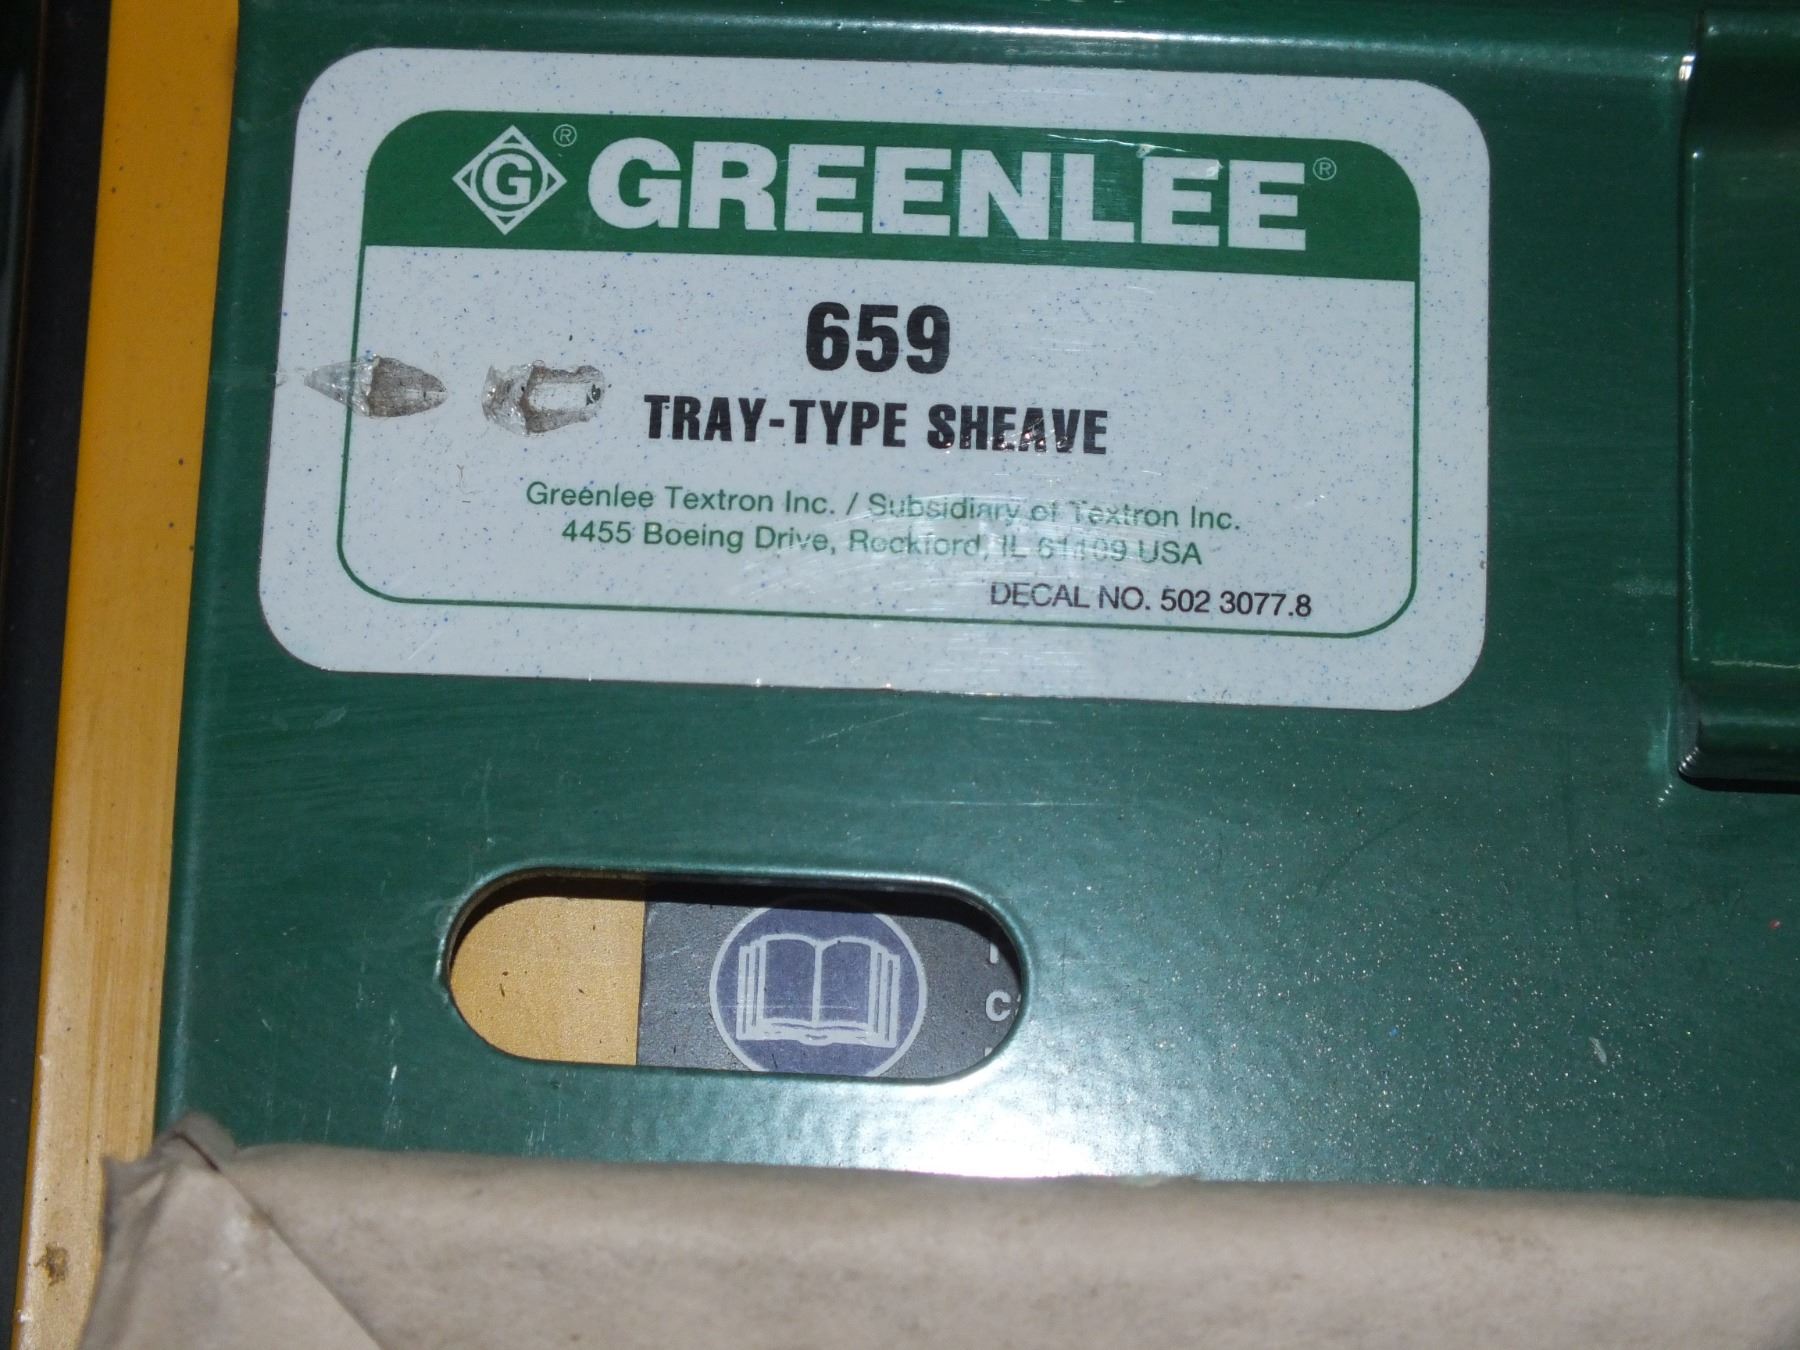 G® GREENLEE®
659
TRAY-TYPE SHEAVE
Greenlee Textron Inc. / Subsidiary of Textron Inc.
4455 Boeing Drive, Rockford, IL 61109 USA
DECAL NO. 502 3077.8
C